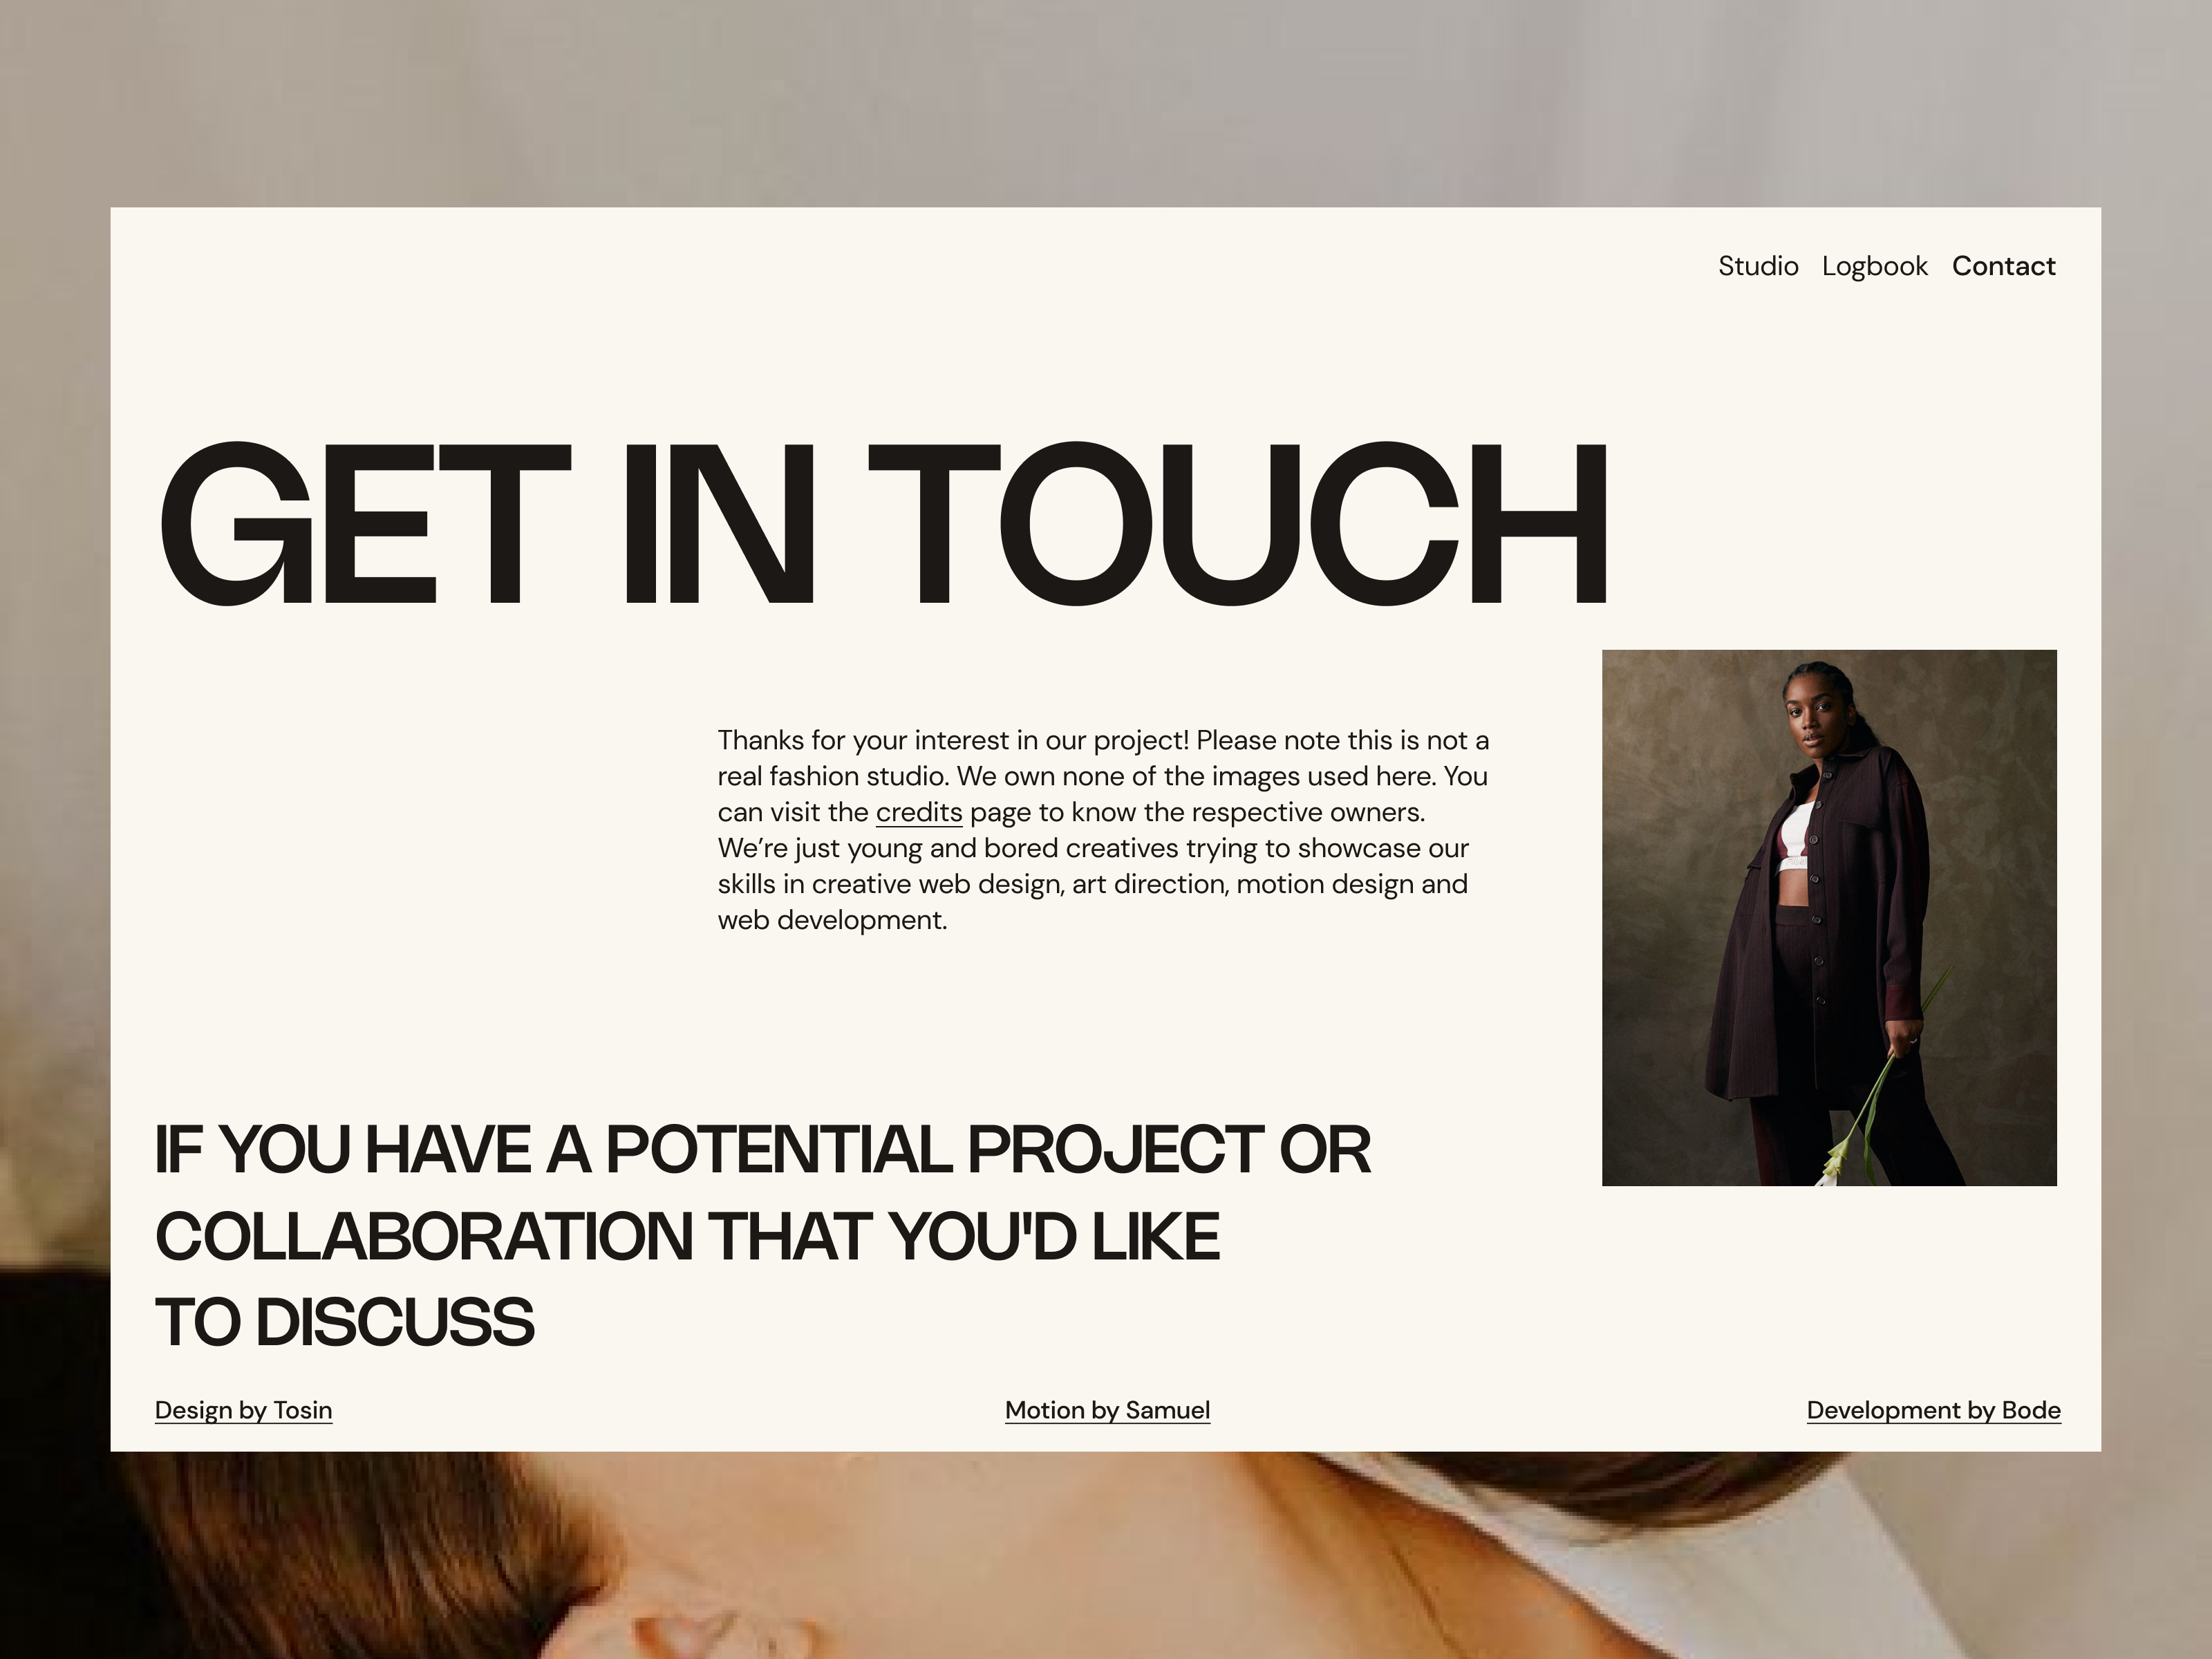 Studio Logbook Contact
GET IN TOUCH
Thanks for your interest in our project! Please note this is not a
real fashion studio. We own none of the images used here. You
can visit the credits page to know the respective owners.
We’re just young and bored creatives trying to showcase our
skills in creative web design, art direction, motion design and
web development.
IF YOU HAVE A POTENTIAL PROJECT OR
COLLABORATION THAT YOU'D LIKE
TO DISCUSS
Design by Tosin Motion by Samuel Development by Bode